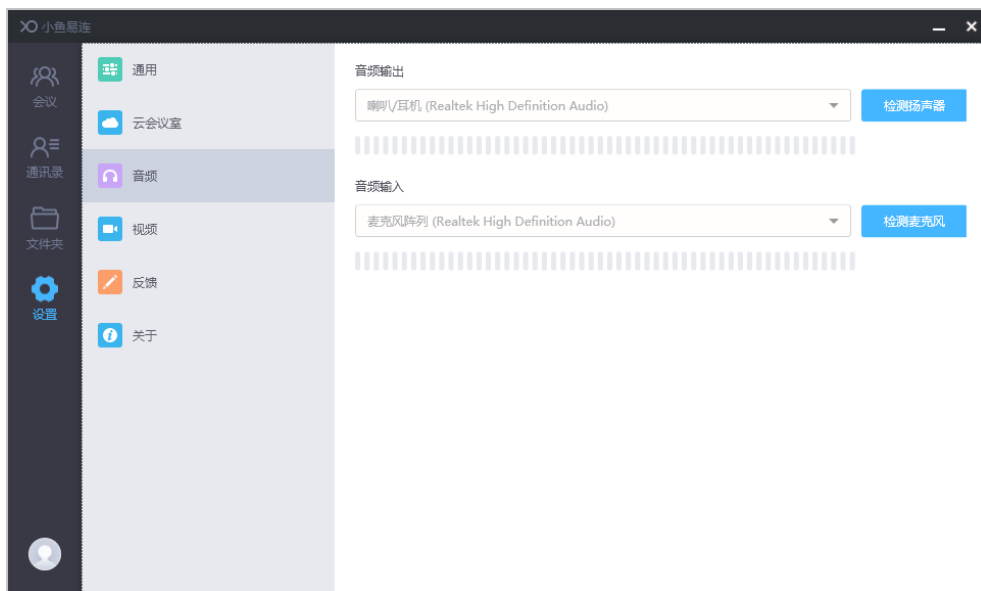 小鱼易连
会议
通讯录
文件夹
设置
通用
云会议室
音频
视频
反馈
关于
音频输出
喇叭/耳机 (Realtek High Definition Audio)
检测扬声器
音频输入
麦克风阵列 (Realtek High Definition Audio)
检测麦克风